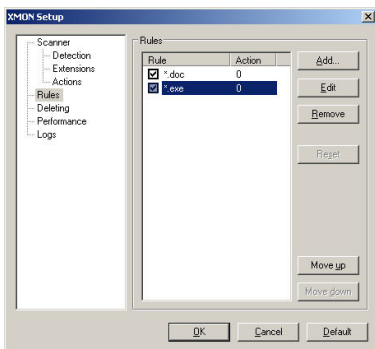 XMON Setup
Scanner
Detection
Extensions
Actions
Rules
Deleting
Performance
Logs
Rules
Rule Action
*.doc 0
*.exe 0
Add...
Edit
Remove
Reset
Move up
Move down
OK Cancel Default